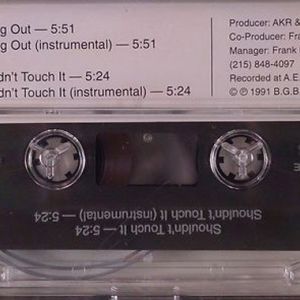 g Out — 5:51
g Out (instrumental) — 5:51
dn't Touch It — 5:24
dn't Touch It (instrumental) — 5:24
Producer: AKR &
Co-Producer: Fra
Manager: Frank
(215) 848-4097
Recorded at A.E
© ℗ 1991 B.G.B
Shouldn't Touch It (instrumental) — 5:24
Shouldn't Touch It — 5:24